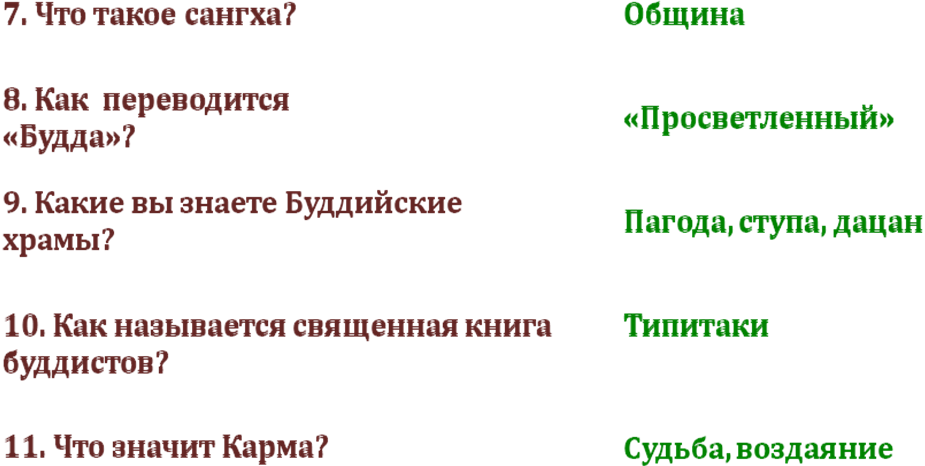 7. Что такое сангха?
Община
8. Как переводится
«Будда»?
«Просветленный»
9. Какие вы знаете Буддийские
храмы?
Пагода, ступа, дацан
10. Как называется священная книга
буддистов?
Типитаки
11. Что значит Карма?
Судьба, воздаяние